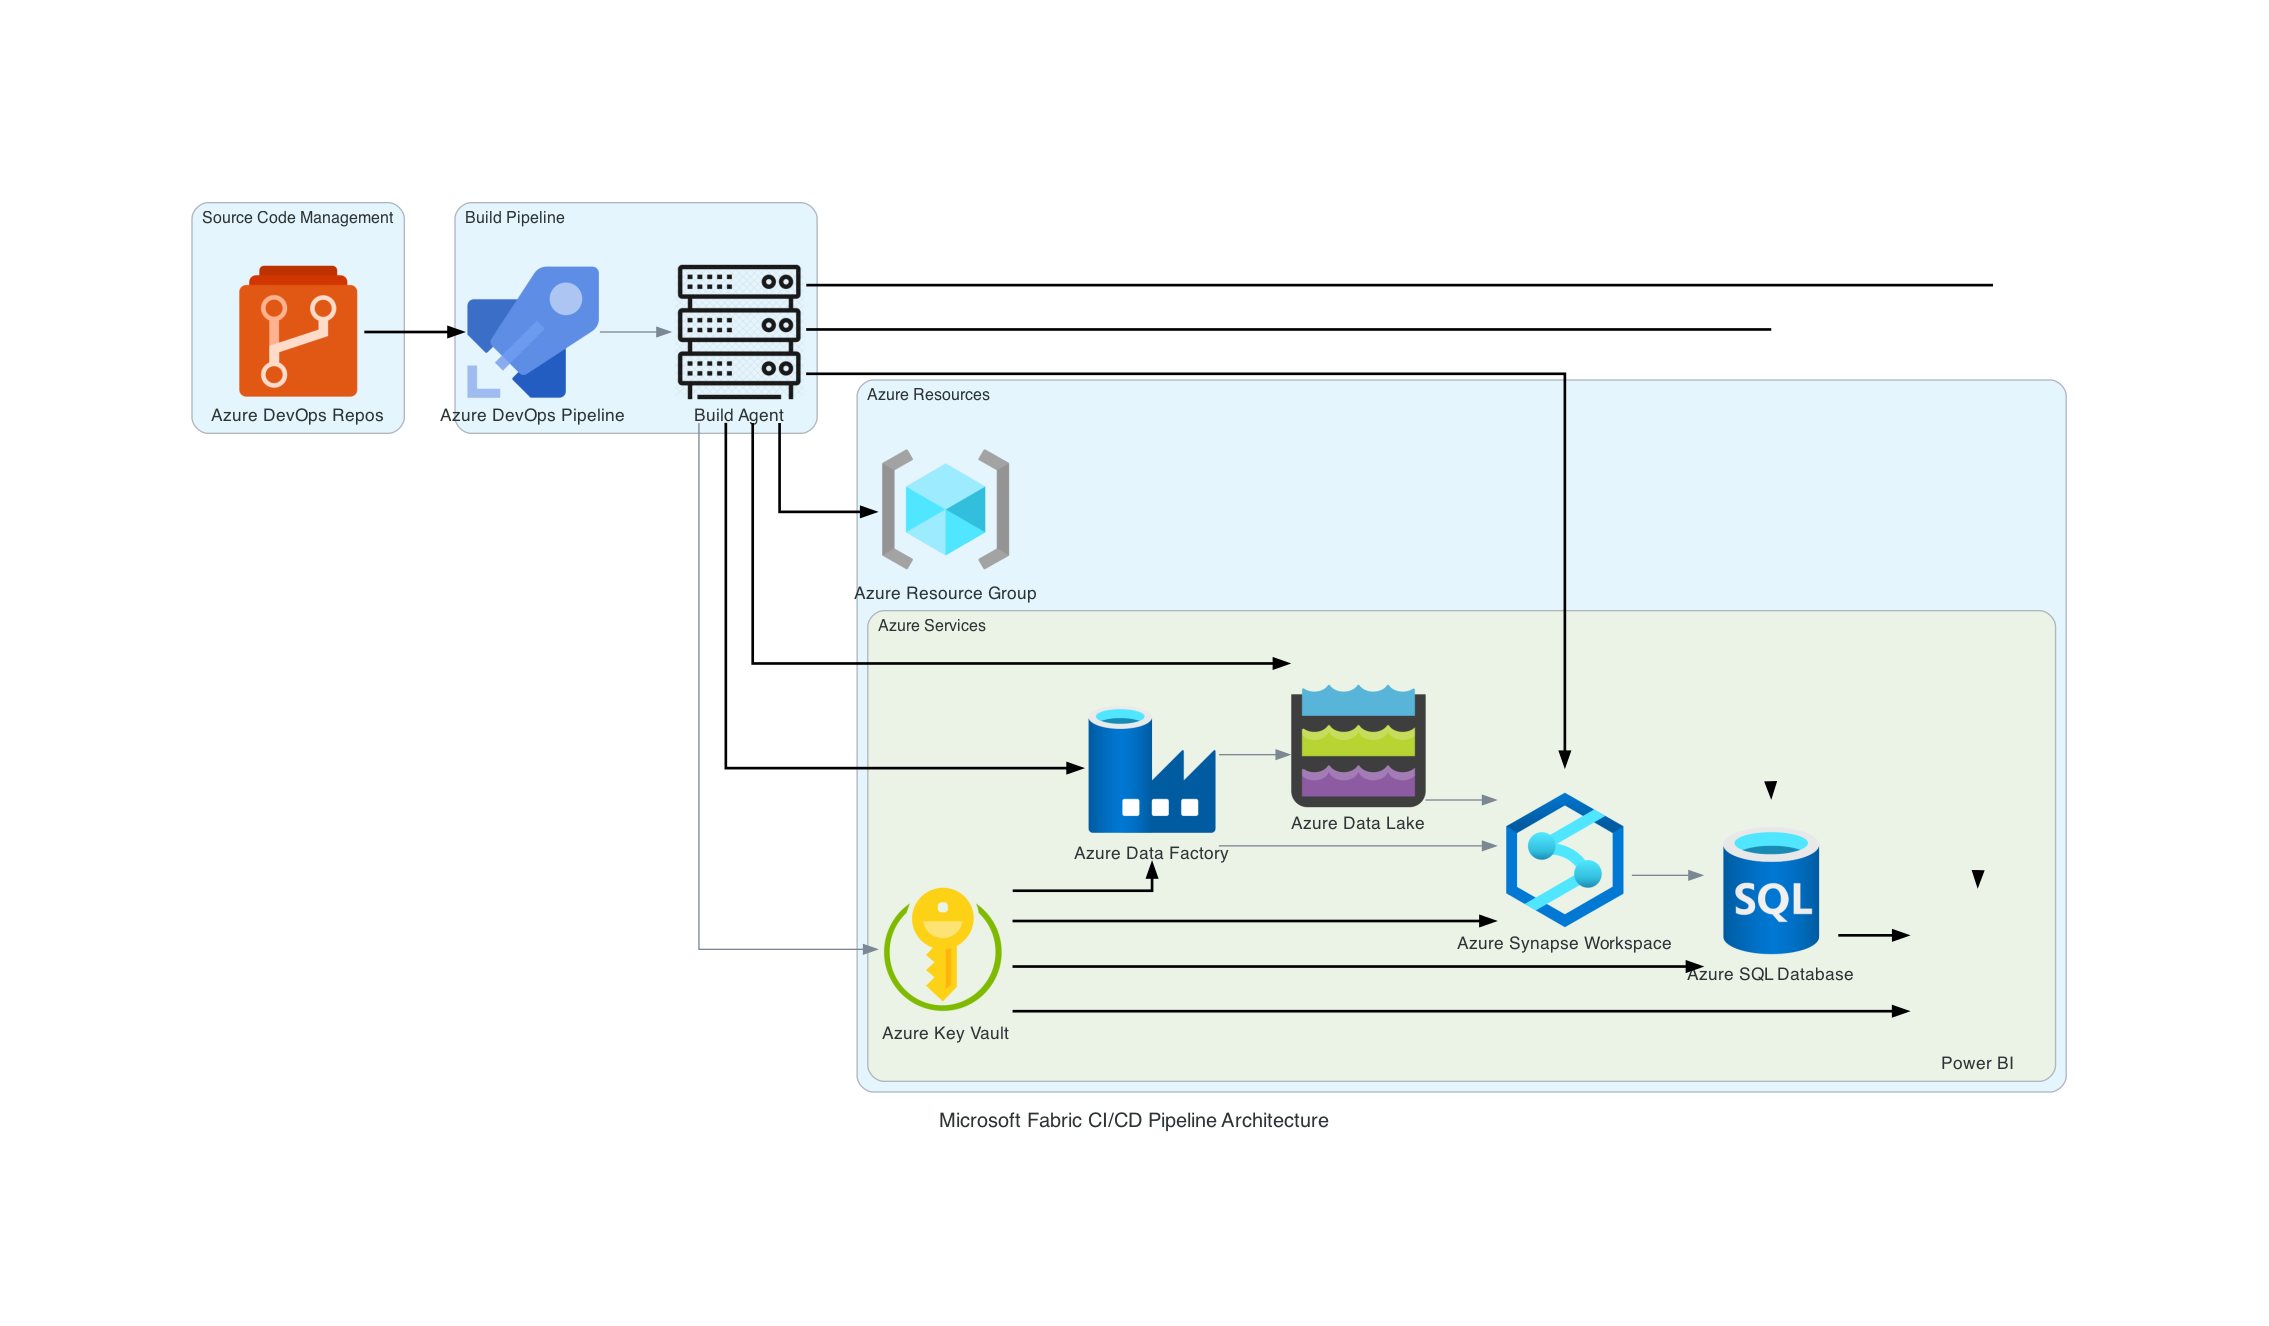 Source Code Management
Build Pipeline
Azure DevOps Repos
Azure DevOps Pipeline
Build Agent
Azure Resources
Azure Resource Group
Azure Services
Azure Data Lake
Azure Data Factory
SQL
Azure Synapse Workspace
Azure SQL Database
Azure Key Vault
Power BI
Microsoft Fabric CI/CD Pipeline Architecture